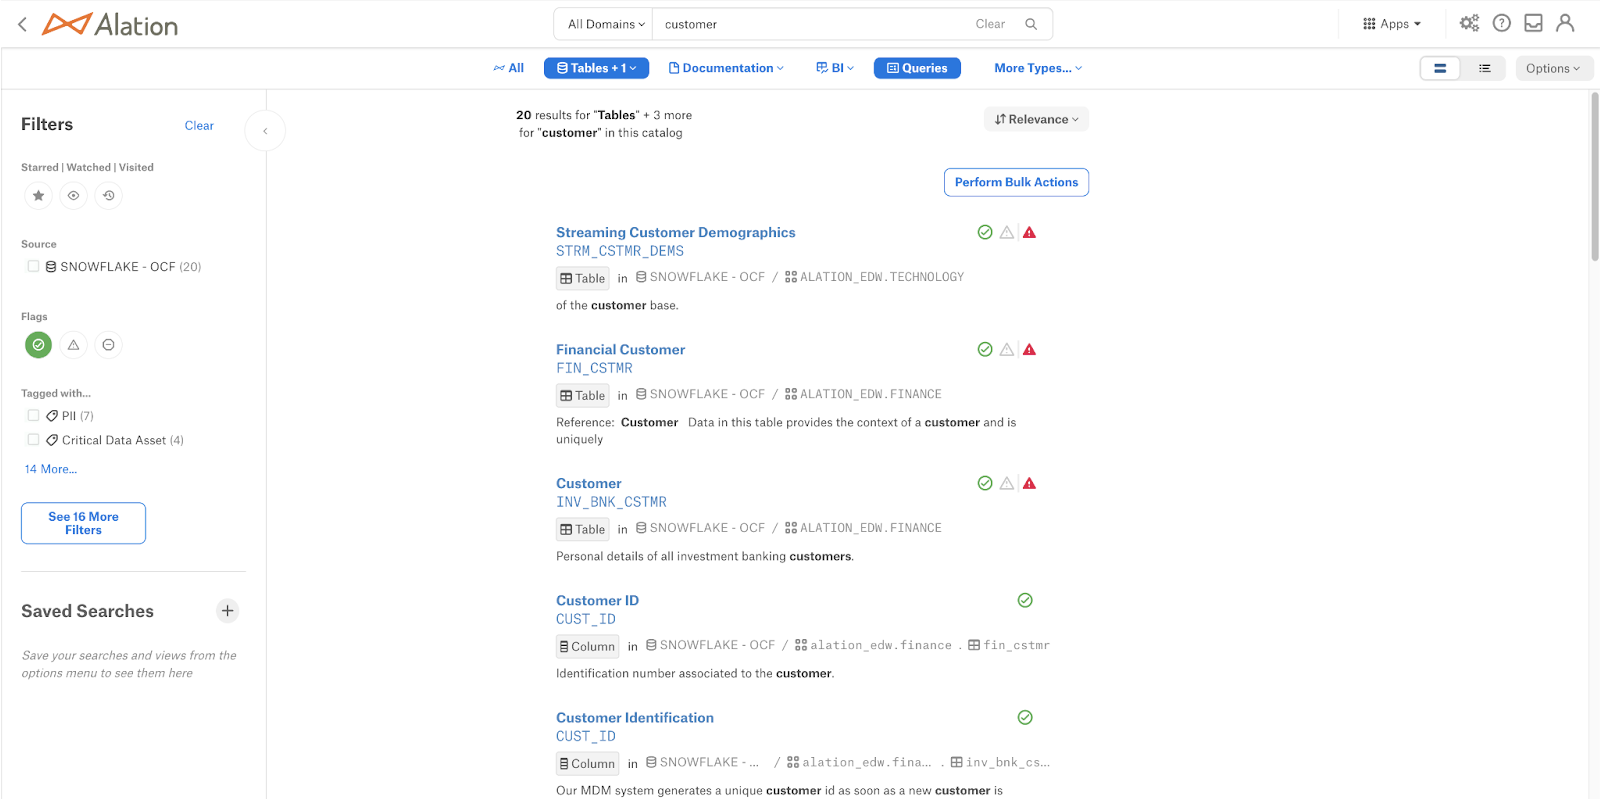 Alation
All Domains
customer
Clear
Apps
All
Tables + 1
Documentation
BI
Queries
More Types...
Options
Filters
Clear
Starred | Watched | Visited
Source
SNOWFLAKE - OCF (20)
Flags
Tagged with...
PII (7)
Critical Data Asset (4)
14 More...
See 16 More
Filters
Saved Searches
Save your searches and views from the
options menu to see them here
20 results for "Tables" + 3 more
for "customer" in this catalog
Relevance
Perform Bulk Actions
Streaming Customer Demographics
STRM_CSTMR_DEMS
Table in SNOWFLAKE - OCF / ALATION_EDW.TECHNOLOGY
of the customer base.
Financial Customer
FIN_CSTMR
Table in SNOWFLAKE - OCF / ALATION_EDW.FINANCE
Reference: Customer Data in this table provides the context of a customer and is
uniquely
Customer
INV_BNK_CSTMR
Table in SNOWFLAKE - OCF / ALATION_EDW.FINANCE
Personal details of all investment banking customers.
Customer ID
CUST_ID
Column in SNOWFLAKE - OCF / alation_edw.finance . fin_cstmr
Identification number associated to the customer.
Customer Identification
CUST_ID
Column in SNOWFLAKE - ... / alation_edw.fina... . inv_bnk_cs...
Our MDM system generates a unique customer id as soon as a new customer is